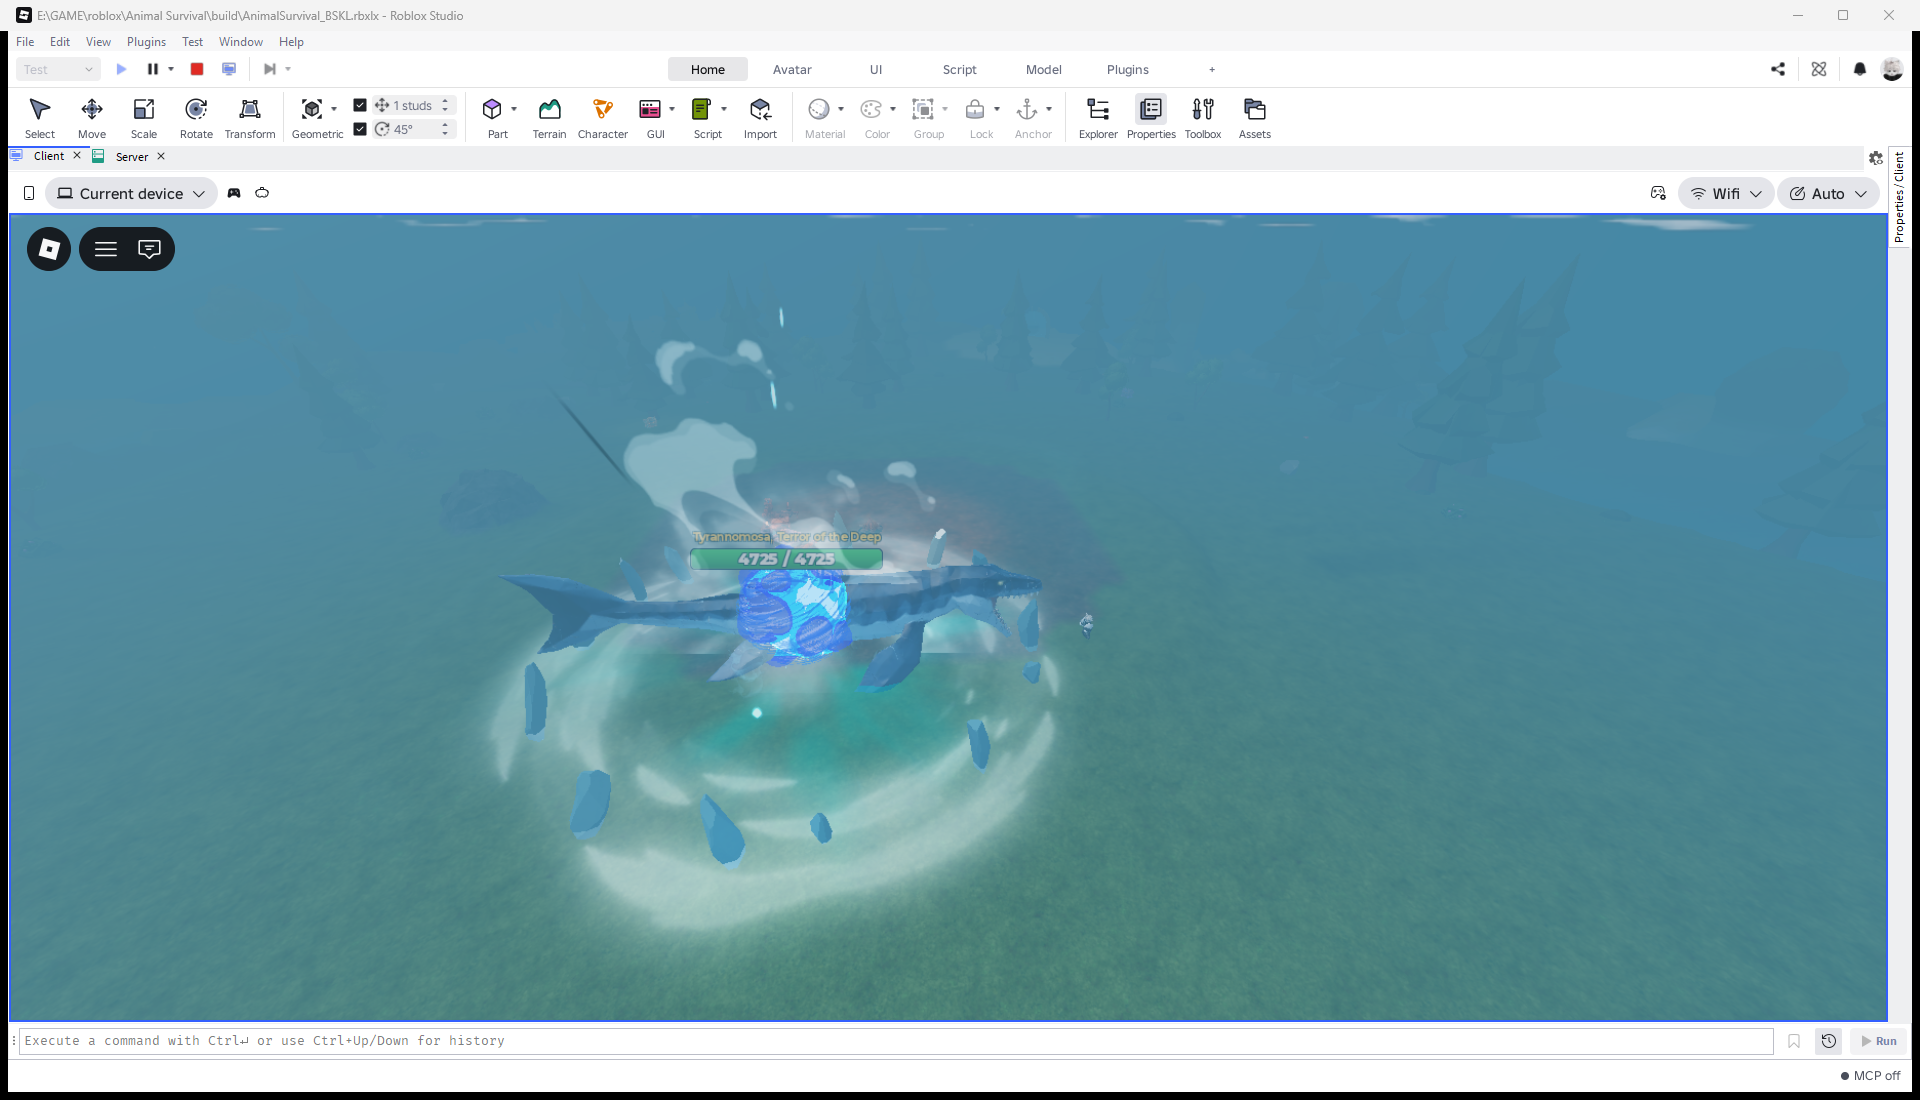 E:\GAME\roblox\Animal Survival\build\AnimalSurvival_BSKL.rbxlx - Roblox Studio
File Edit View Plugins Test Window Help
Test Home Avatar UI Script Model Plugins +
1 studs
45°
Select Move Scale Rotate Transform Geometric Part Terrain Character GUI Script Import Material Color Group Lock Anchor Explorer Properties Toolbox Assets
Client Server
Properties / Client
Current device Wifi Auto
Tyrannomosa, Terror of the Deep
4725 / 4725
Execute a command with Ctrl↵ or use Ctrl+Up/Down for history
Run
MCP off